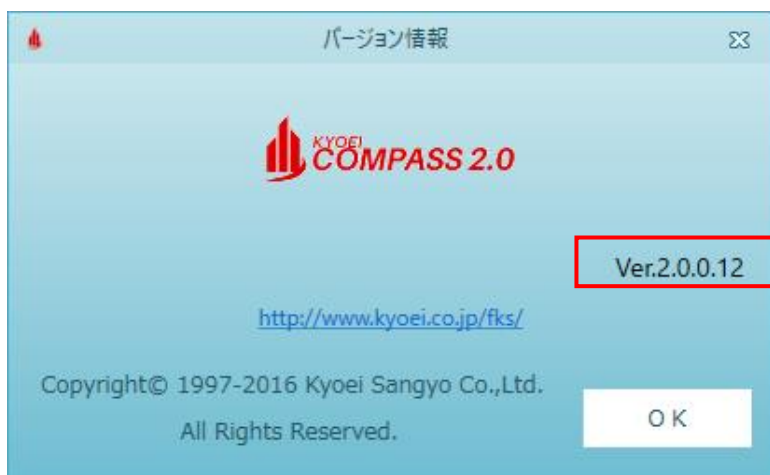 バージョン情報
KYOEI
COMPASS 2.0
Ver.2.0.0.12
http://www.kyoei.co.jp/fks/
Copyright© 1997-2016 Kyoei Sangyo Co.,Ltd.
All Rights Reserved.
O K